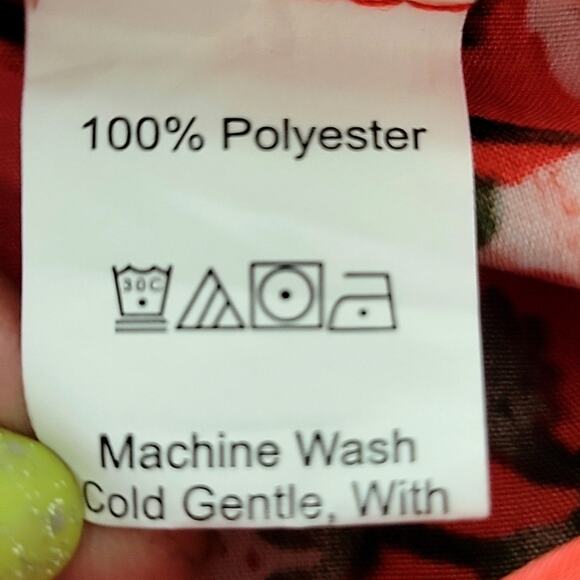 100% Polyester
30C
Machine Wash
Cold Gentle, With